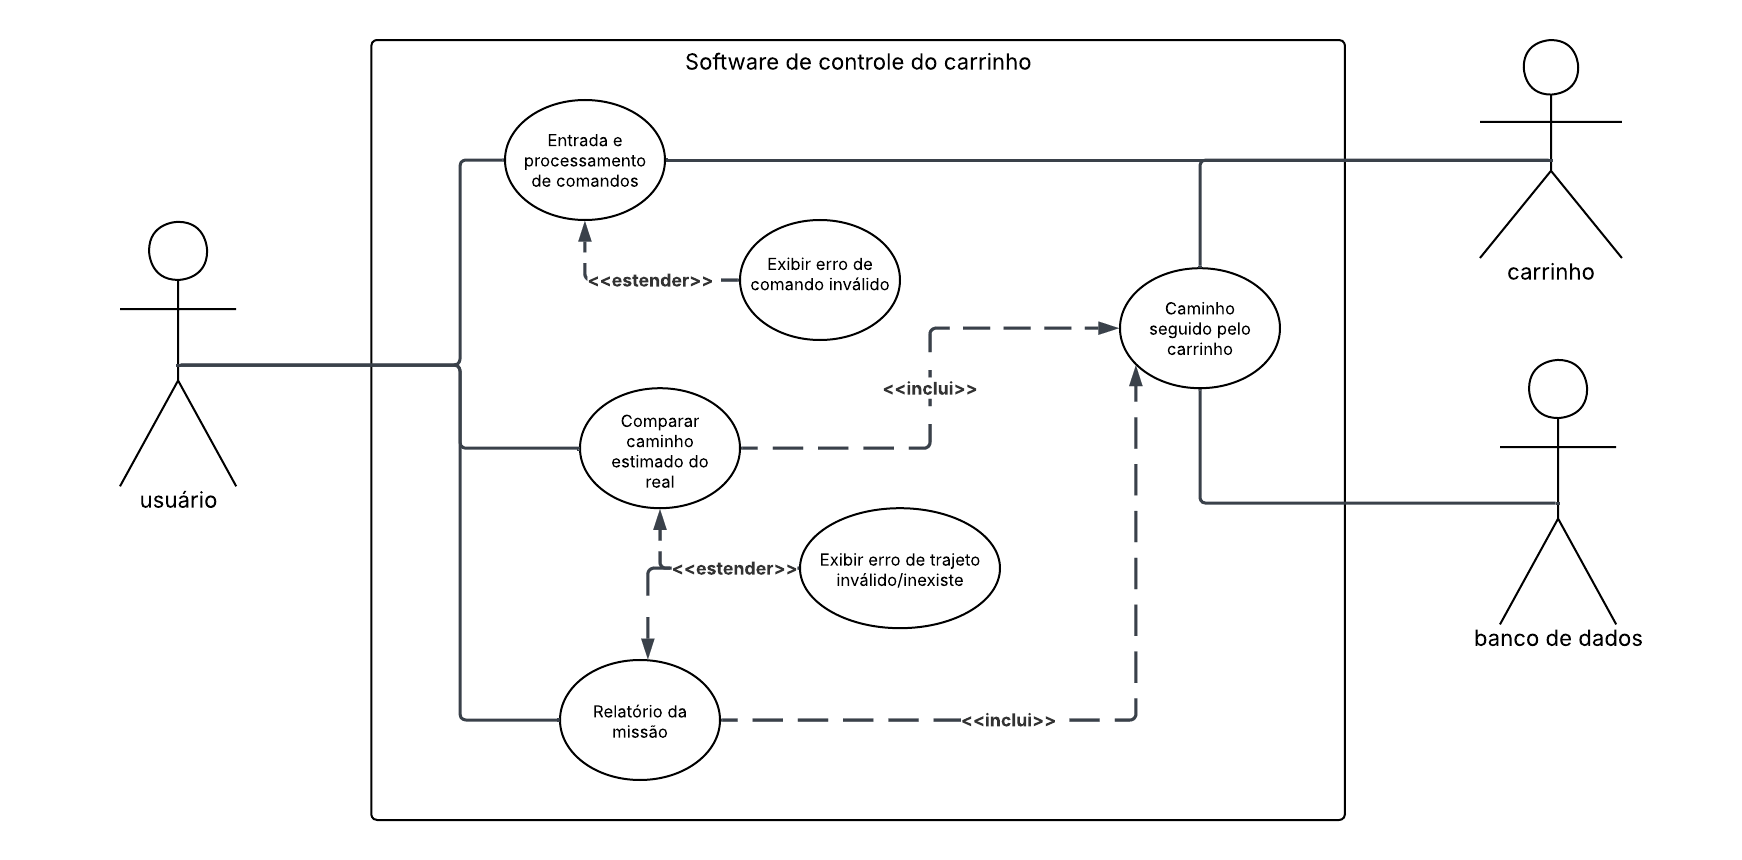 Software de controle do carrinho
Entrada e
processamento
de comandos
<<estender>>
Exibir erro de
comando inválido
carrinho
Caminho
seguido pelo
carrinho
<<inclui>>
Comparar
caminho
estimado do
real
usuário
<<estender>>
Exibir erro de trajeto
inválido/inexiste
banco de dados
Relatório da
missão
<<inclui>>